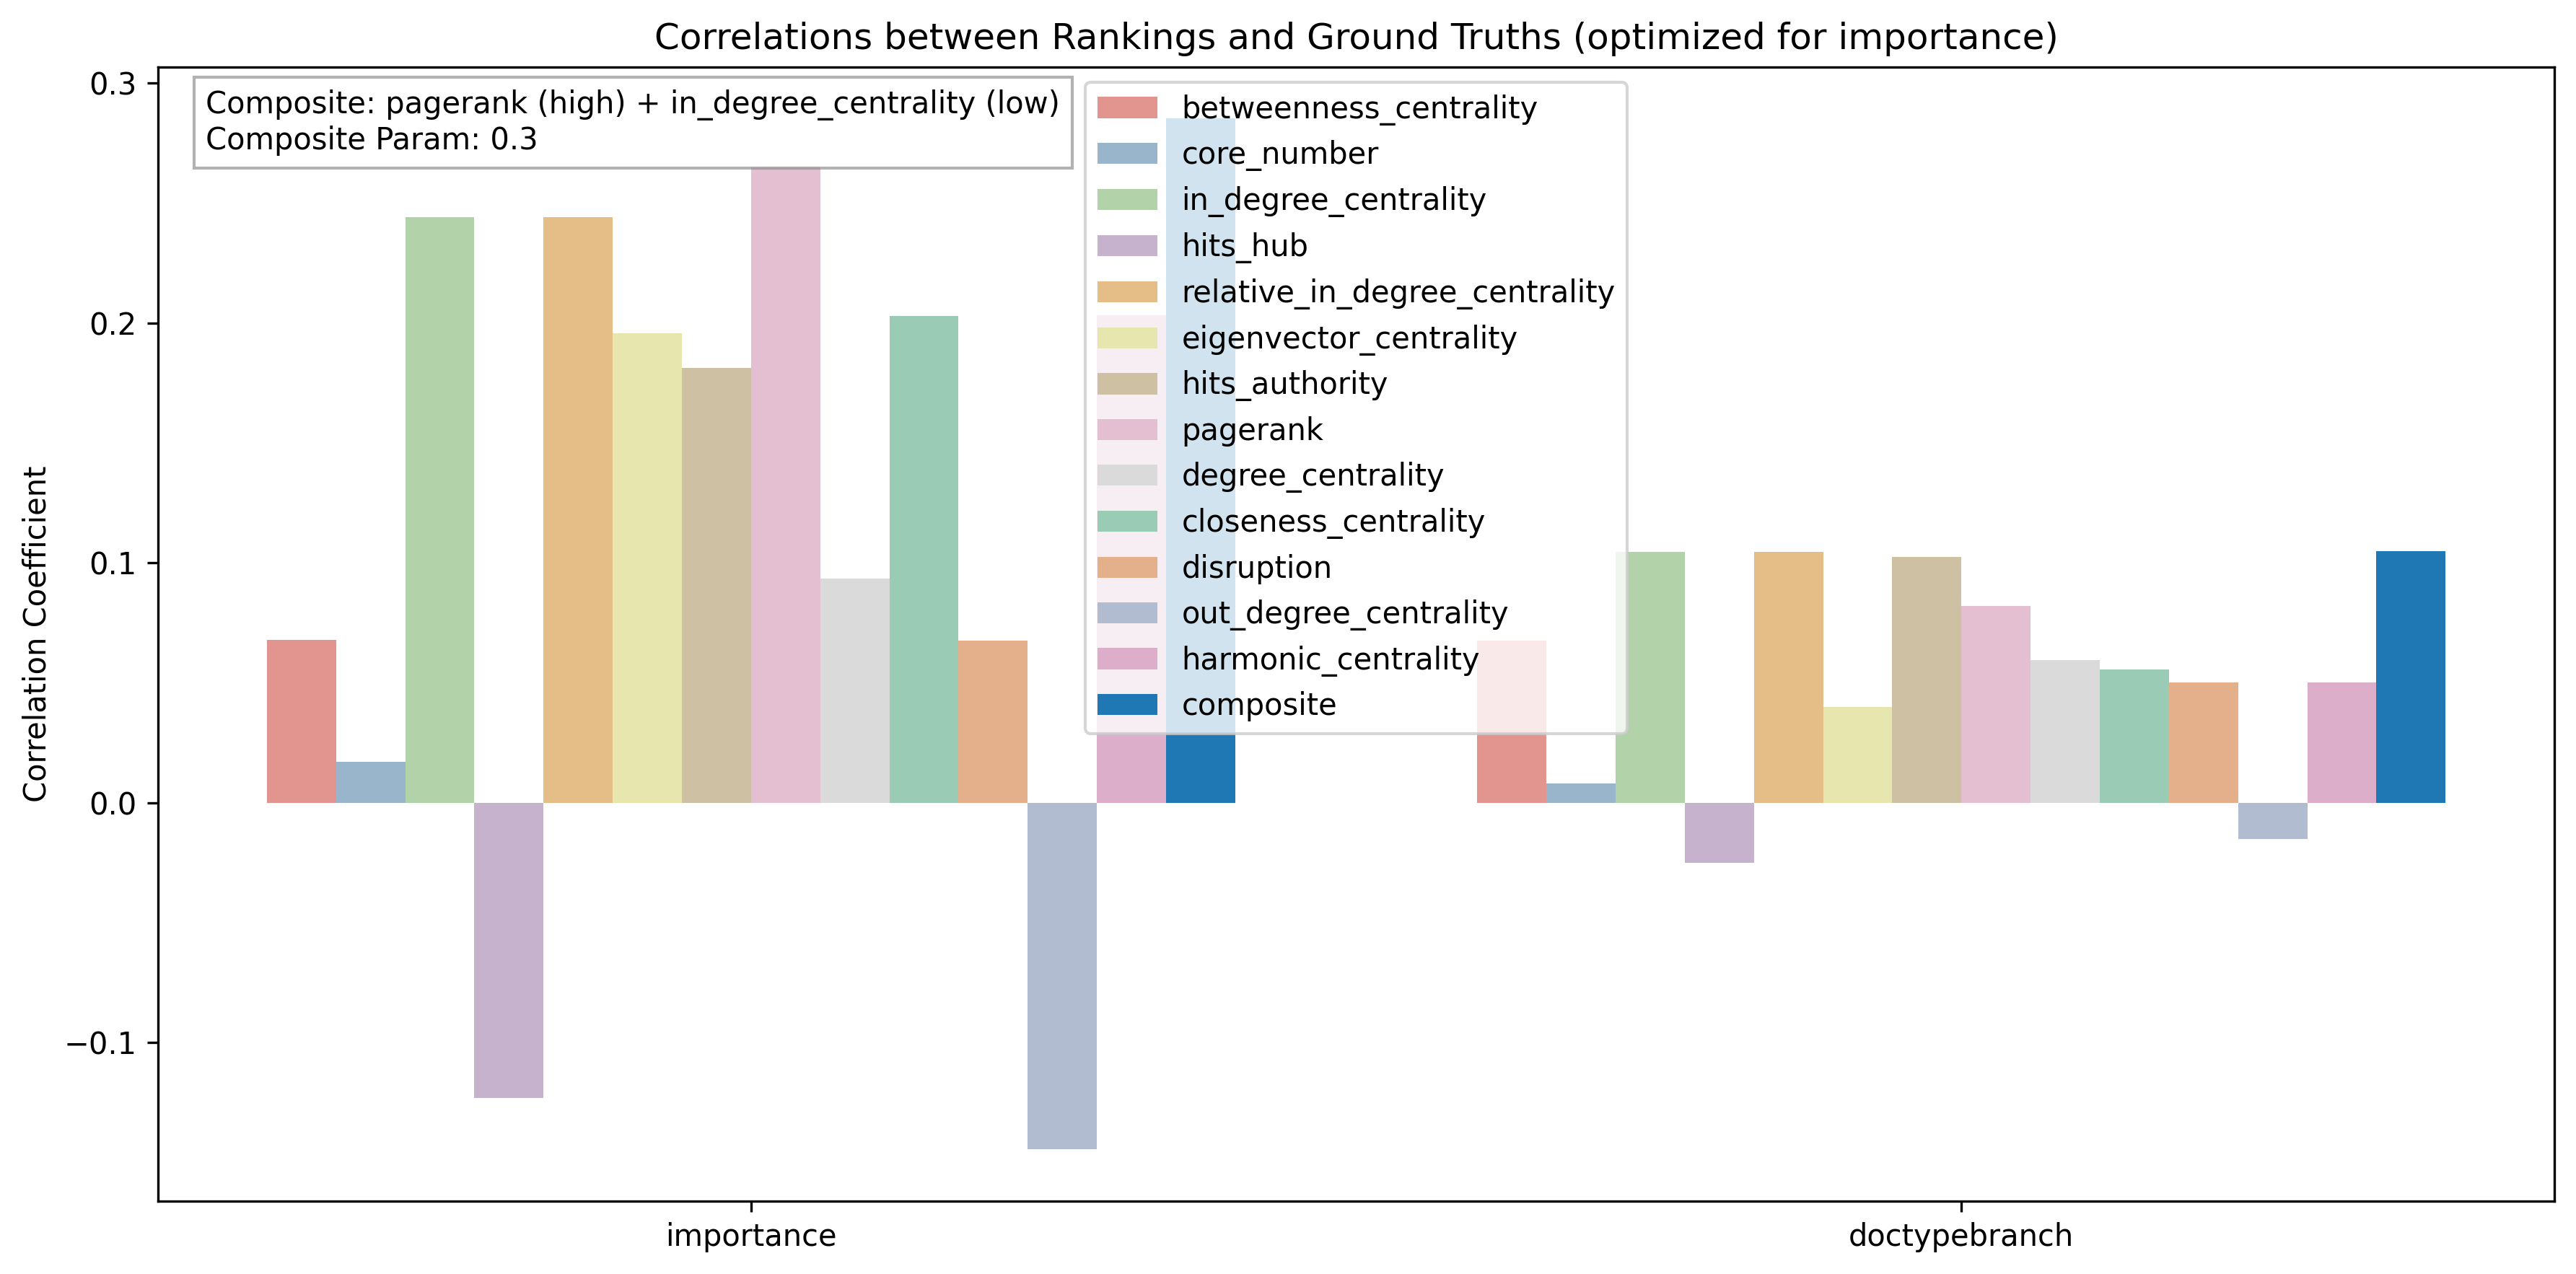 Correlations between Rankings and Ground Truths (optimized for importance)
Composite: pagerank (high) + in_degree_centrality (low)
Composite Param: 0.3
betweenness_centrality
core_number
in_degree_centrality
hits_hub
relative_in_degree_centrality
eigenvector_centrality
hits_authority
pagerank
degree_centrality
closeness_centrality
disruption
out_degree_centrality
harmonic_centrality
composite
Correlation Coefficient
0.3
0.2
0.1
0.0
−0.1
importance
doctypebranch